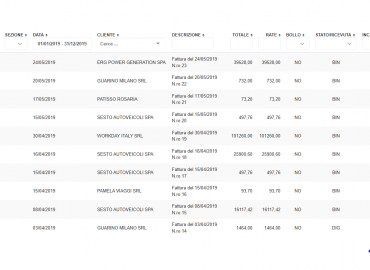 SEZIONE DATA CLIENTE DESCRIZIONE TOTALE RATE BOLLO STATO/RICEVUTA INC
01/01/2019 - 31/12/2019 Cerca ...
24/05/2019 ERG POWER GENERATION SPA Fattura del 24/05/2019 N.ro 23 39528,00 39528,00 NO BIN
20/05/2019 GUARINO MILANO SRL Fattura del 20/05/2019 N.ro 22 732,00 732,00 NO BIN
17/05/2019 PATISSO ROSARIA Fattura del 17/05/2019 N.ro 21 73,20 73,20 NO BIN
15/05/2019 SESTO AUTOVEICOLI SPA Fattura del 15/05/2019 N.ro 20 497,76 497,76 NO BIN
30/04/2019 WORKDAY ITALY SRL Fattura del 30/04/2019 N.ro 19 101260,00 101260,00 NO BIN
16/04/2019 SESTO AUTOVEICOLI SPA Fattura del 16/04/2019 N.ro 18 NO BIN
15/04/2019 SESTO AUTOVEICOLI SPA Fattura del 15/04/2019 N.ro 17 497,76 497,76 NO BIN
15/04/2019 PAMELA VIAGGI SRL Fattura del 15/04/2019 N.ro 16 93,70 93,70 NO BIN
08/04/2019 SESTO AUTOVEICOLI SPA Fattura del 08/04/2019 N.ro 15 16117,42 16117,42 NO BIN
03/04/2019 GUARINO MILANO SRL Fattura del 03/04/2019 N.ro 14 1464,00 1464,00 NO DIG